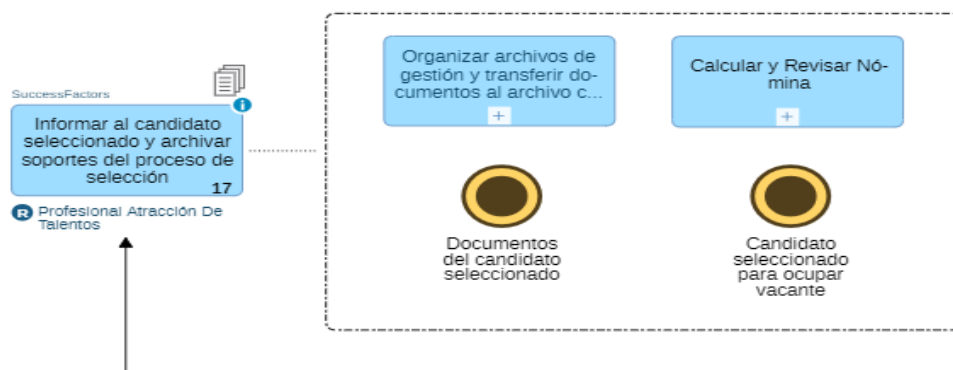 SuccessFactors
Informar al candidato
seleccionado y archivar
soportes del proceso de
selección
17
R Profesional Atracción De
Talentos
Organizar archivos de
gestión y transferir do-
cumentos al archivo c...
Calcular y Revisar Nó-
mina
Documentos
del candidato
seleccionado
Candidato
seleccionado
para ocupar
vacante